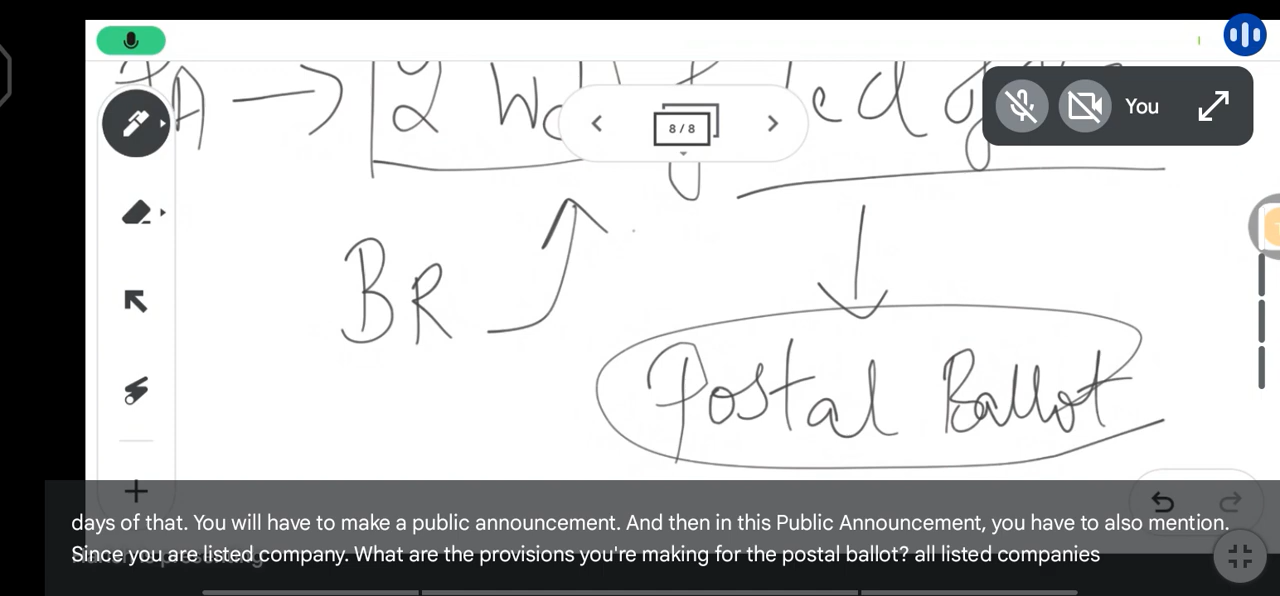 A → 2 W
8 / 8
You
BR
Postal Ballot
days of that. You will have to make a public announcement. And then in this Public Announcement, you have to also mention.
Since you are listed company. What are the provisions you're making for the postal ballot? all listed companies